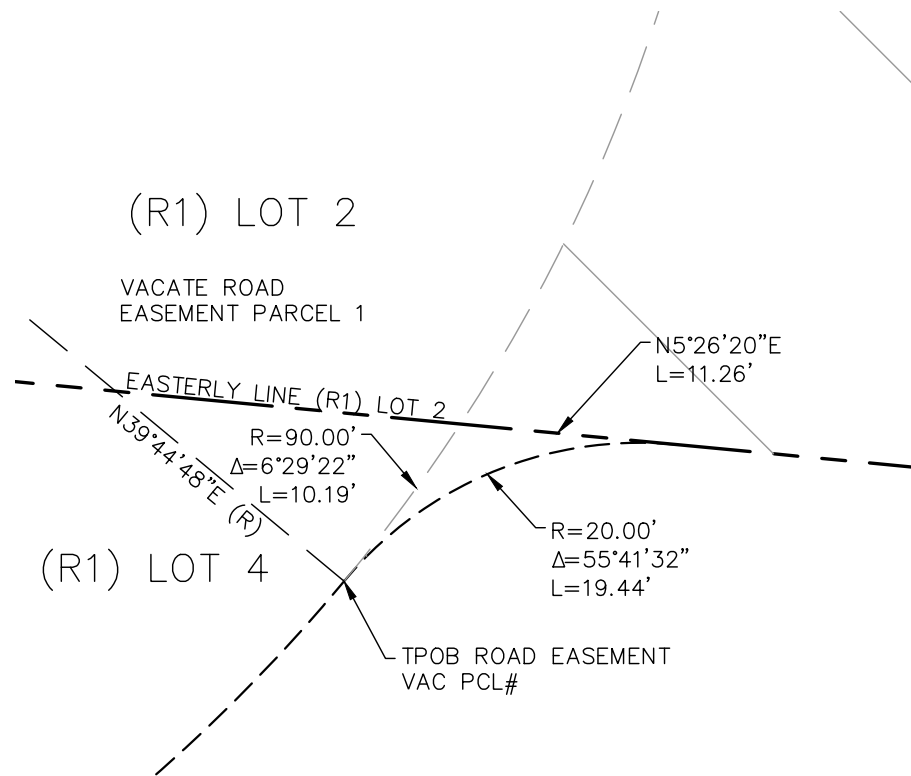 (R1) LOT 2
VACATE ROAD
EASEMENT PARCEL 1
N5°26'20"E
L=11.26'
EASTERLY LINE (R1) LOT 2
N39°44'48"E (R)
R=90.00'
Δ=6°29'22"
L=10.19'
R=20.00'
Δ=55°41'32"
L=19.44'
(R1) LOT 4
TPOB ROAD EASEMENT
VAC PCL#